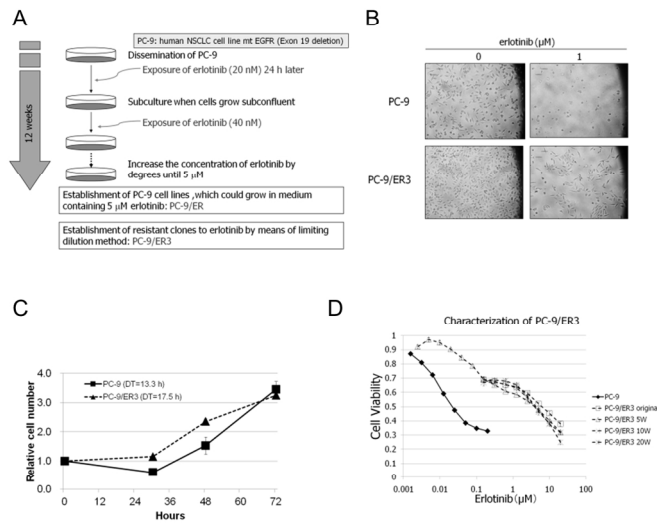 A
PC-9: human NSCLC cell line mt EGFR (Exon 19 deletion)
Dissemination of PC-9
Exposure of erlotinib (20 nM) 24 h later
Subculture when cells grow subconfluent
Exposure of erlotinib (40 nM)
Increase the concentration of erlotinib by
degrees until 5 μM
12 weeks
Establishment of PC-9 cell lines ,which could grow in medium
containing 5 μM erlotinib: PC-9/ER
Establishment of resistant clones to erlotinib by means of limiting
dilution method: PC-9/ER3
B
erlotinib (μM)
0 1
PC-9
PC-9/ER3
C
Relative cell number
4.0
3.0
2.0
1.0
0.0
PC-9 (DT=13.3 h)
PC-9/ER3 (DT=17.5 h)
0 12 24 36 48 60 72
Hours
D
Characterization of PC-9/ER3
Cell Viability
1
0.9
0.8
0.7
0.6
0.5
0.4
0.3
0.2
0.1
0
0.001 0.01 0.1 1 10 100
Erlotinib(μM)
PC-9
PC-9/ER3 origina
PC-9/ER3 5W
PC-9/ER3 10W
PC-9/ER3 20W